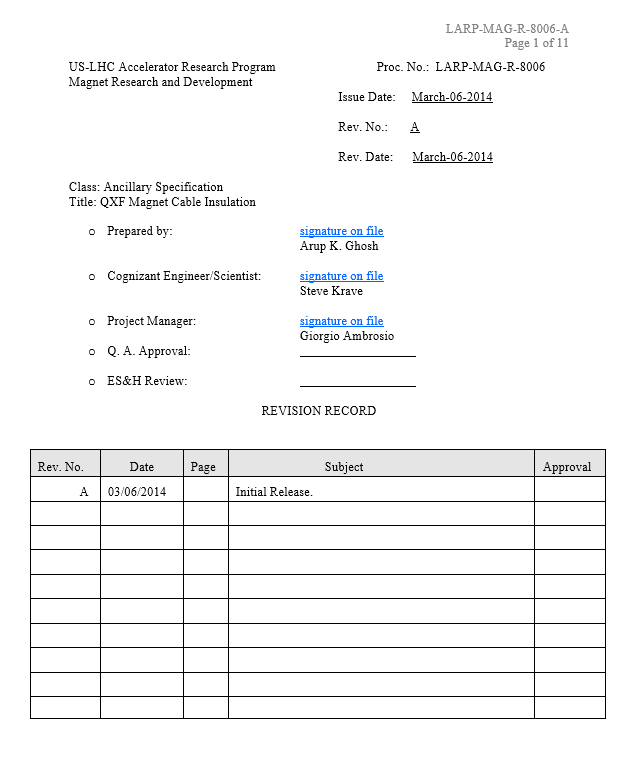 LARP-MAG-R-8006-A
Page 1 of 11
US-LHC Accelerator Research Program
Proc. No.: LARP-MAG-R-8006
Magnet Research and Development
Issue Date: March-06-2014
Rev. No.: A
Rev. Date: March-06-2014
Class: Ancillary Specification
Title: QXF Magnet Cable Insulation
o Prepared by: signature on file
Arup K. Ghosh
o Cognizant Engineer/Scientist: signature on file
Steve Krave
o Project Manager: signature on file
Giorgio Ambrosio
o Q. A. Approval:
o ES&H Review:
REVISION RECORD
Rev. No. Date Page Subject Approval
A 03/06/2014 Initial Release.